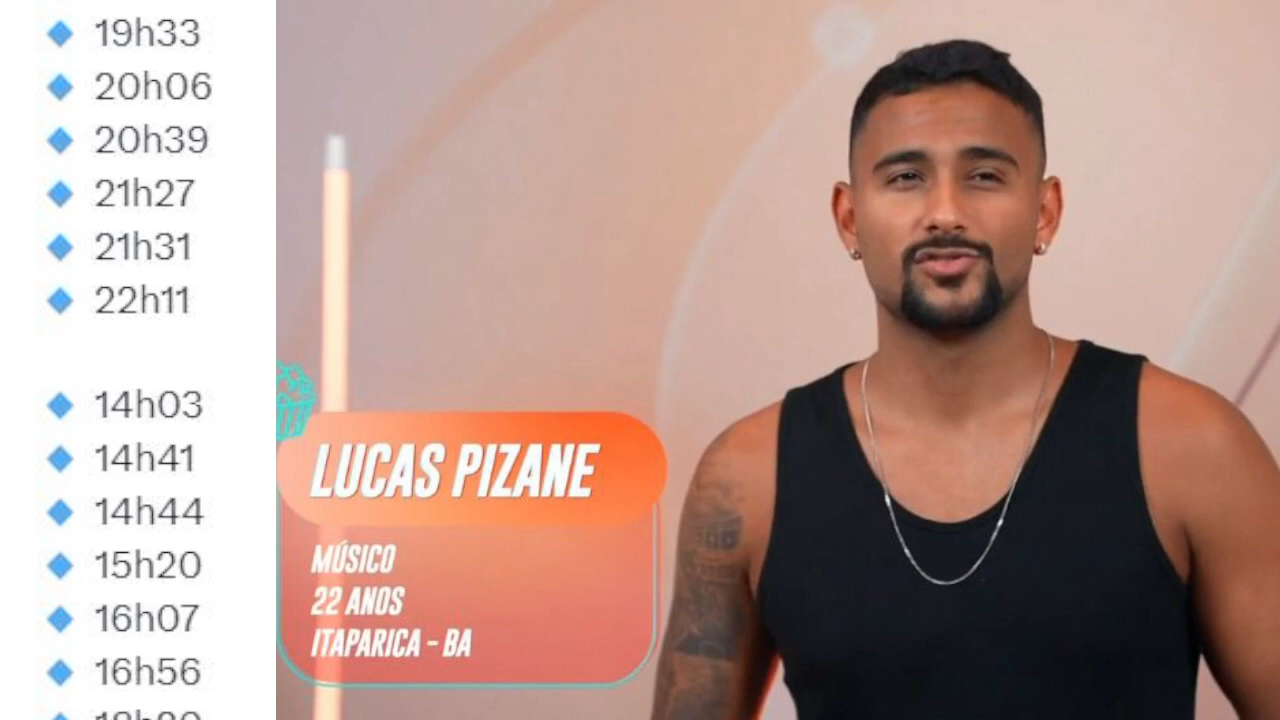 19h33
20h06
20h39
21h27
21h31
22h11
14h03
14h41
14h44
15h20
16h07
16h56
LUCAS PIZANE
MÚSICO
22 ANOS
ITAPARICA - BA